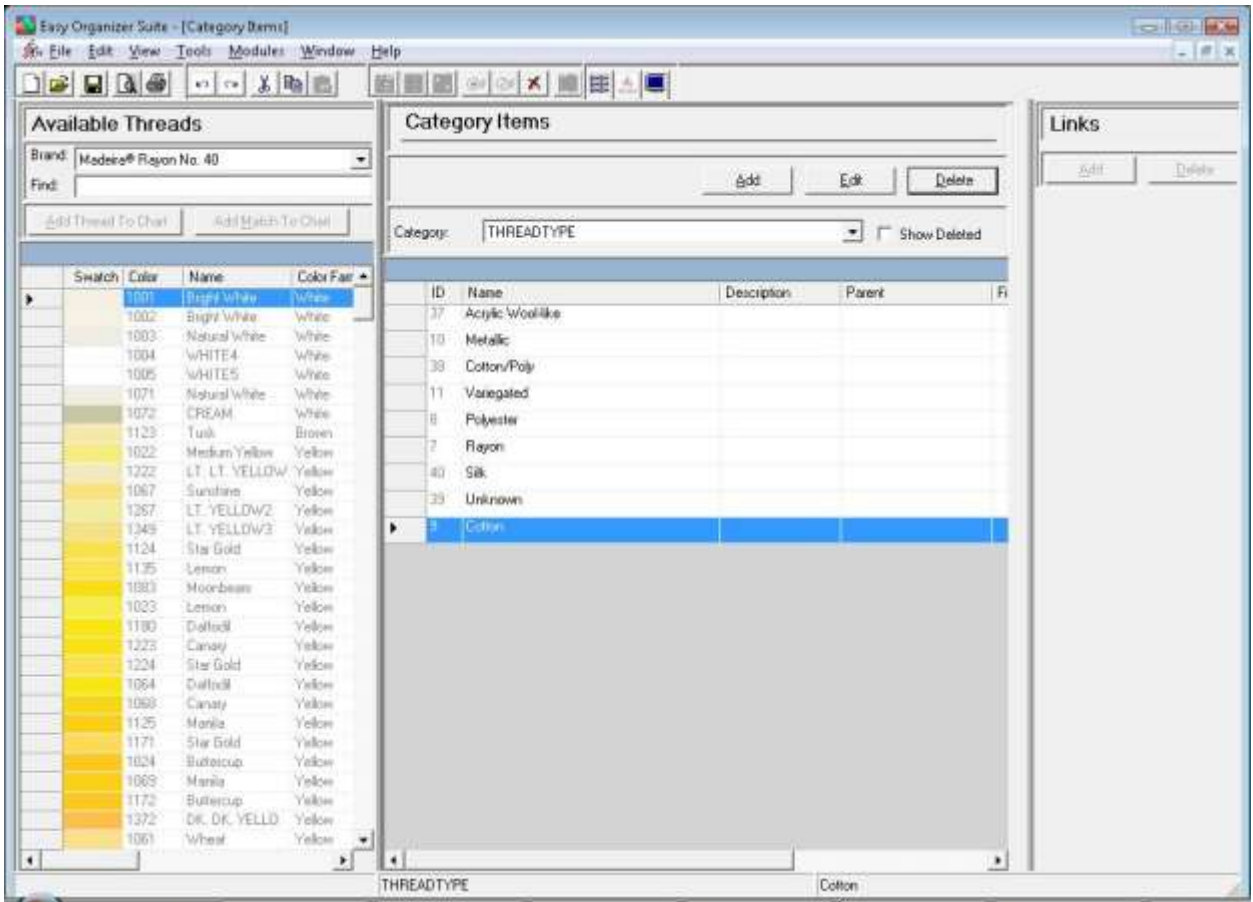 Easy Organizer Suite - [Category Items]
File Edit View Tools Modules Window Help
Available Threads
Brand: Madeira® Rayon No. 40
Find:
Add Thread To Chart Add Match To Chart
Swatch Color Name Color Fam
1001 Bright White White
1002 Bright White White
1003 Natural White White
1004 WHITE4 White
1005 WHITE5 White
1071 Natural White White
1072 CREAM White
1123 Tusk Brown
1022 Medium Yellow Yellow
1222 LT. LT. YELLOW Yellow
1067 Sunshine Yellow
1267 LT. YELLOW2 Yellow
1349 LT. YELLOW3 Yellow
1124 Star Gold Yellow
1135 Lemon Yellow
1083 Moonbeam Yellow
1023 Lemon Yellow
1180 Daffodil Yellow
1223 Canary Yellow
1224 Star Gold Yellow
1064 Daffodil Yellow
1068 Canary Yellow
1125 Manila Yellow
1171 Star Gold Yellow
1024 Buttercup Yellow
1069 Manila Yellow
1172 Buttercup Yellow
1372 DK. DK. YELLO Yellow
1061 Wheat Yellow
Category Items
Add Edit Delete
Category: THREADTYPE Show Deleted
ID Name Description Parent Fi
37 Acrylic Wool-like
10 Metallic
38 Cotton/Poly
11 Variegated
8 Polyester
7 Rayon
40 Silk
39 Unknown
9 Cotton
Links
Add Delete
THREADTYPE Cotton